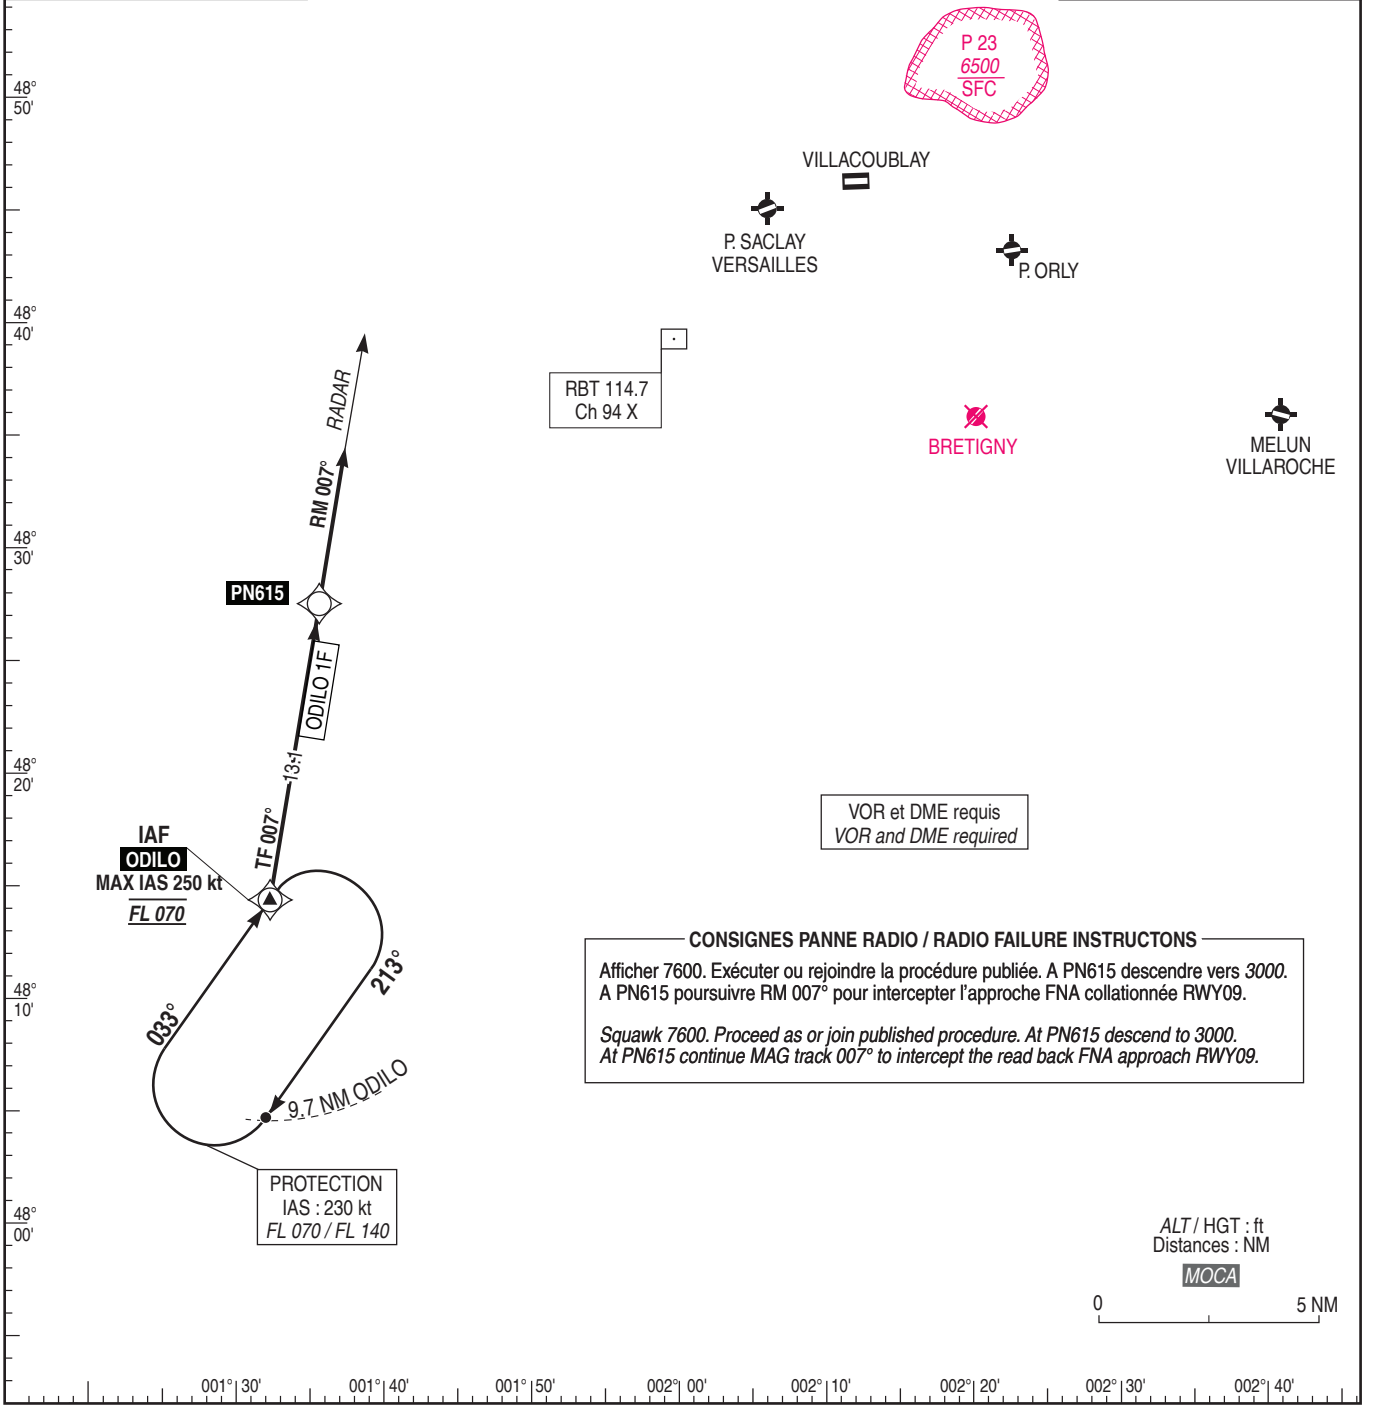 P 23
6500
SFC
48°
50'
VILLACOUBLAY
P. SACLAY
VERSAILLES
P. ORLY
48°
40'
RADAR
RBT 114.7
Ch 94 X
BRETIGNY
MELUN
VILLAROCHE
RM 007°
48°
30'
PN615
ODILO 1F
13.1
48°
20'
TF 007°
IAF
ODILO
MAX IAS 250 kt
FL 070
VOR et DME requis
VOR and DME required
CONSIGNES PANNE RADIO / RADIO FAILURE INSTRUCTONS
Afficher 7600. Exécuter ou rejoindre la procédure publiée. A PN615 descendre vers 3000.
A PN615 poursuivre RM 007° pour intercepter l'approche FNA collationnée RWY09.
Squawk 7600. Proceed as or join published procedure. At PN615 descend to 3000.
At PN615 continue MAG track 007° to intercept the read back FNA approach RWY09.
213°
48°
10'
033°
9.7 NM ODILO
PROTECTION
IAS : 230 kt
FL 070 / FL 140
48°
00'
ALT / HGT : ft
Distances : NM
MOCA
0 5 NM
001° 30' 001° 40' 001° 50' 002° 00' 002° 10' 002° 20' 002° 30' 002° 40'